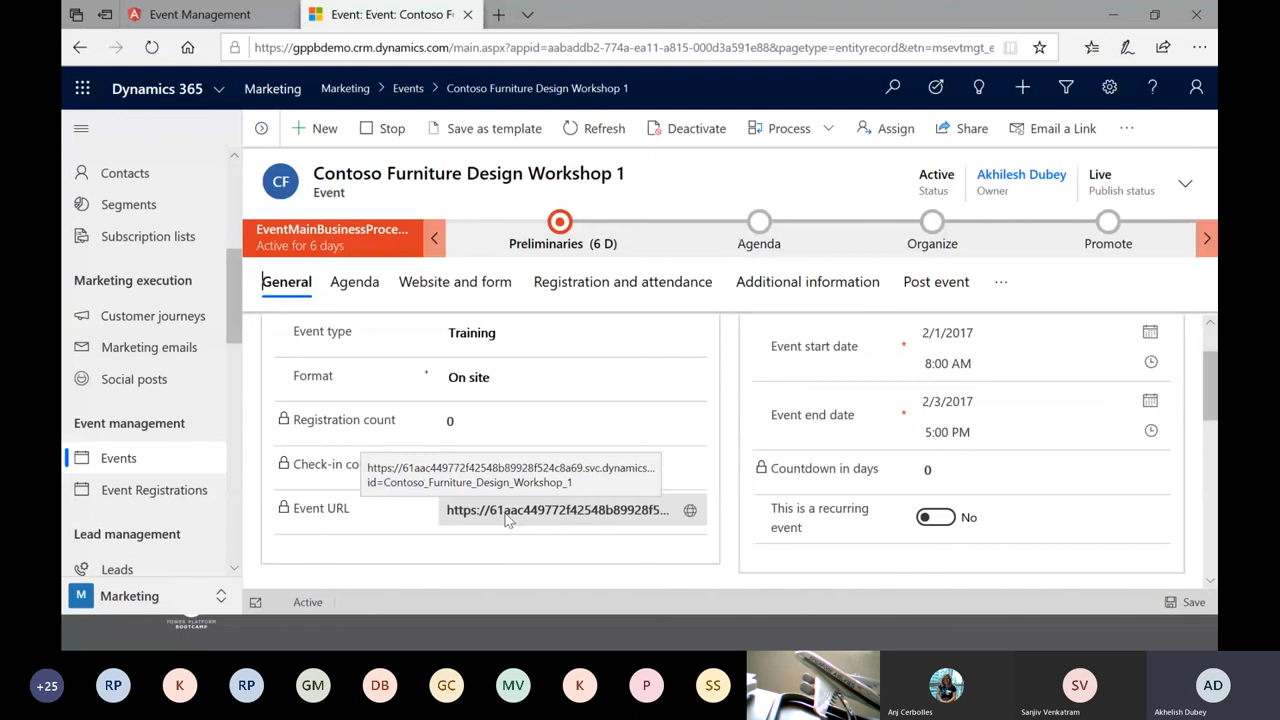 Event Management
Event: Event: Contoso F
https://gppbdemo.crm.dynamics.com/main.aspx?appid=aabaddb2-774a-ea11-a815-000d3a591e88&pagetype=entityrecord&etn=msevtmgt_e
Dynamics 365
Marketing
Marketing > Events > Contoso Furniture Design Workshop 1
New
Stop
Save as template
Refresh
Deactivate
Process
Assign
Share
Email a Link
Contacts
Segments
Subscription lists
Marketing execution
Customer journeys
Marketing emails
Social posts
Event management
Events
Event Registrations
Lead management
Leads
M Marketing
CF
Contoso Furniture Design Workshop 1
Event
Active
Status
Akhilesh Dubey
Owner
Live
Publish status
EventMainBusinessProce...
Active for 6 days
Preliminaries (6 D)
Agenda
Organize
Promote
General
Agenda
Website and form
Registration and attendance
Additional information
Post event
Event type
Training
Format
On site
Registration count
0
Check-in co
https://61aac449772f42548b89928f524c8a69.svc.dynamics...
id=Contoso_Furniture_Design_Workshop_1
Event URL
https://61aac449772f42548b89928f5...
Event start date
*
2/1/2017
8:00 AM
Event end date
*
2/3/2017
5:00 PM
Countdown in days
0
This is a recurring
event
No
Active
Save
POWER PLATFORM
BOOTCAMP
+25
RP
K
RP
GM
DB
GC
MV
K
P
SS
Anj Cerbolles
SV
Sanjiv Venkatram
AD
Akhelish Dubey